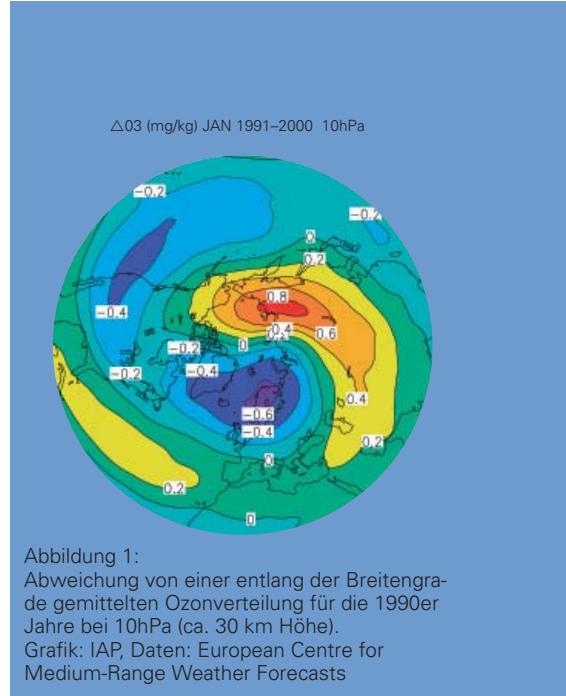 △03 (mg/kg) JAN 1991–2000 10hPa
−0.2
−0.2
0
0.2
0.8
−0.4
0.4
0.6
−0.2
0
−0.2
−0.4
0.4
−0.6
−0.4
0.2
0
0.2
0
Abbildung 1:
Abweichung von einer entlang der Breitengra-
de gemittelten Ozonverteilung für die 1990er
Jahre bei 10hPa (ca. 30 km Höhe).
Grafik: IAP, Daten: European Centre for
Medium-Range Weather Forecasts